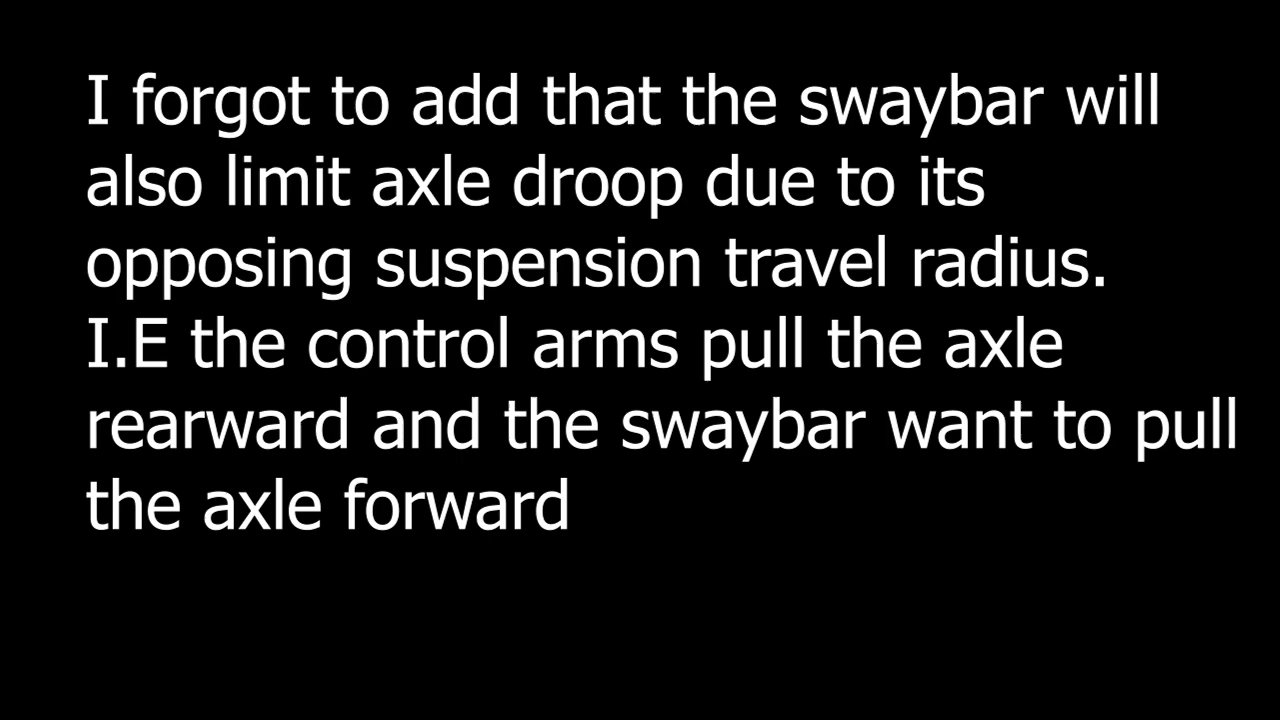 I forgot to add that the swaybar will
also limit axle droop due to its
opposing suspension travel radius.
I.E the control arms pull the axle
rearward and the swaybar want to pull
the axle forward